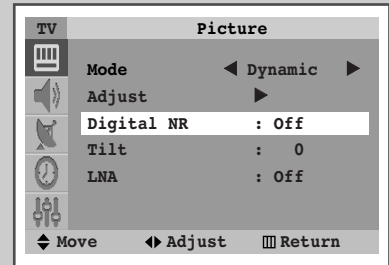 TV Picture
Mode Dynamic
Adjust
Digital NR : Off
Tilt : 0
LNA : Off
Move Adjust Return